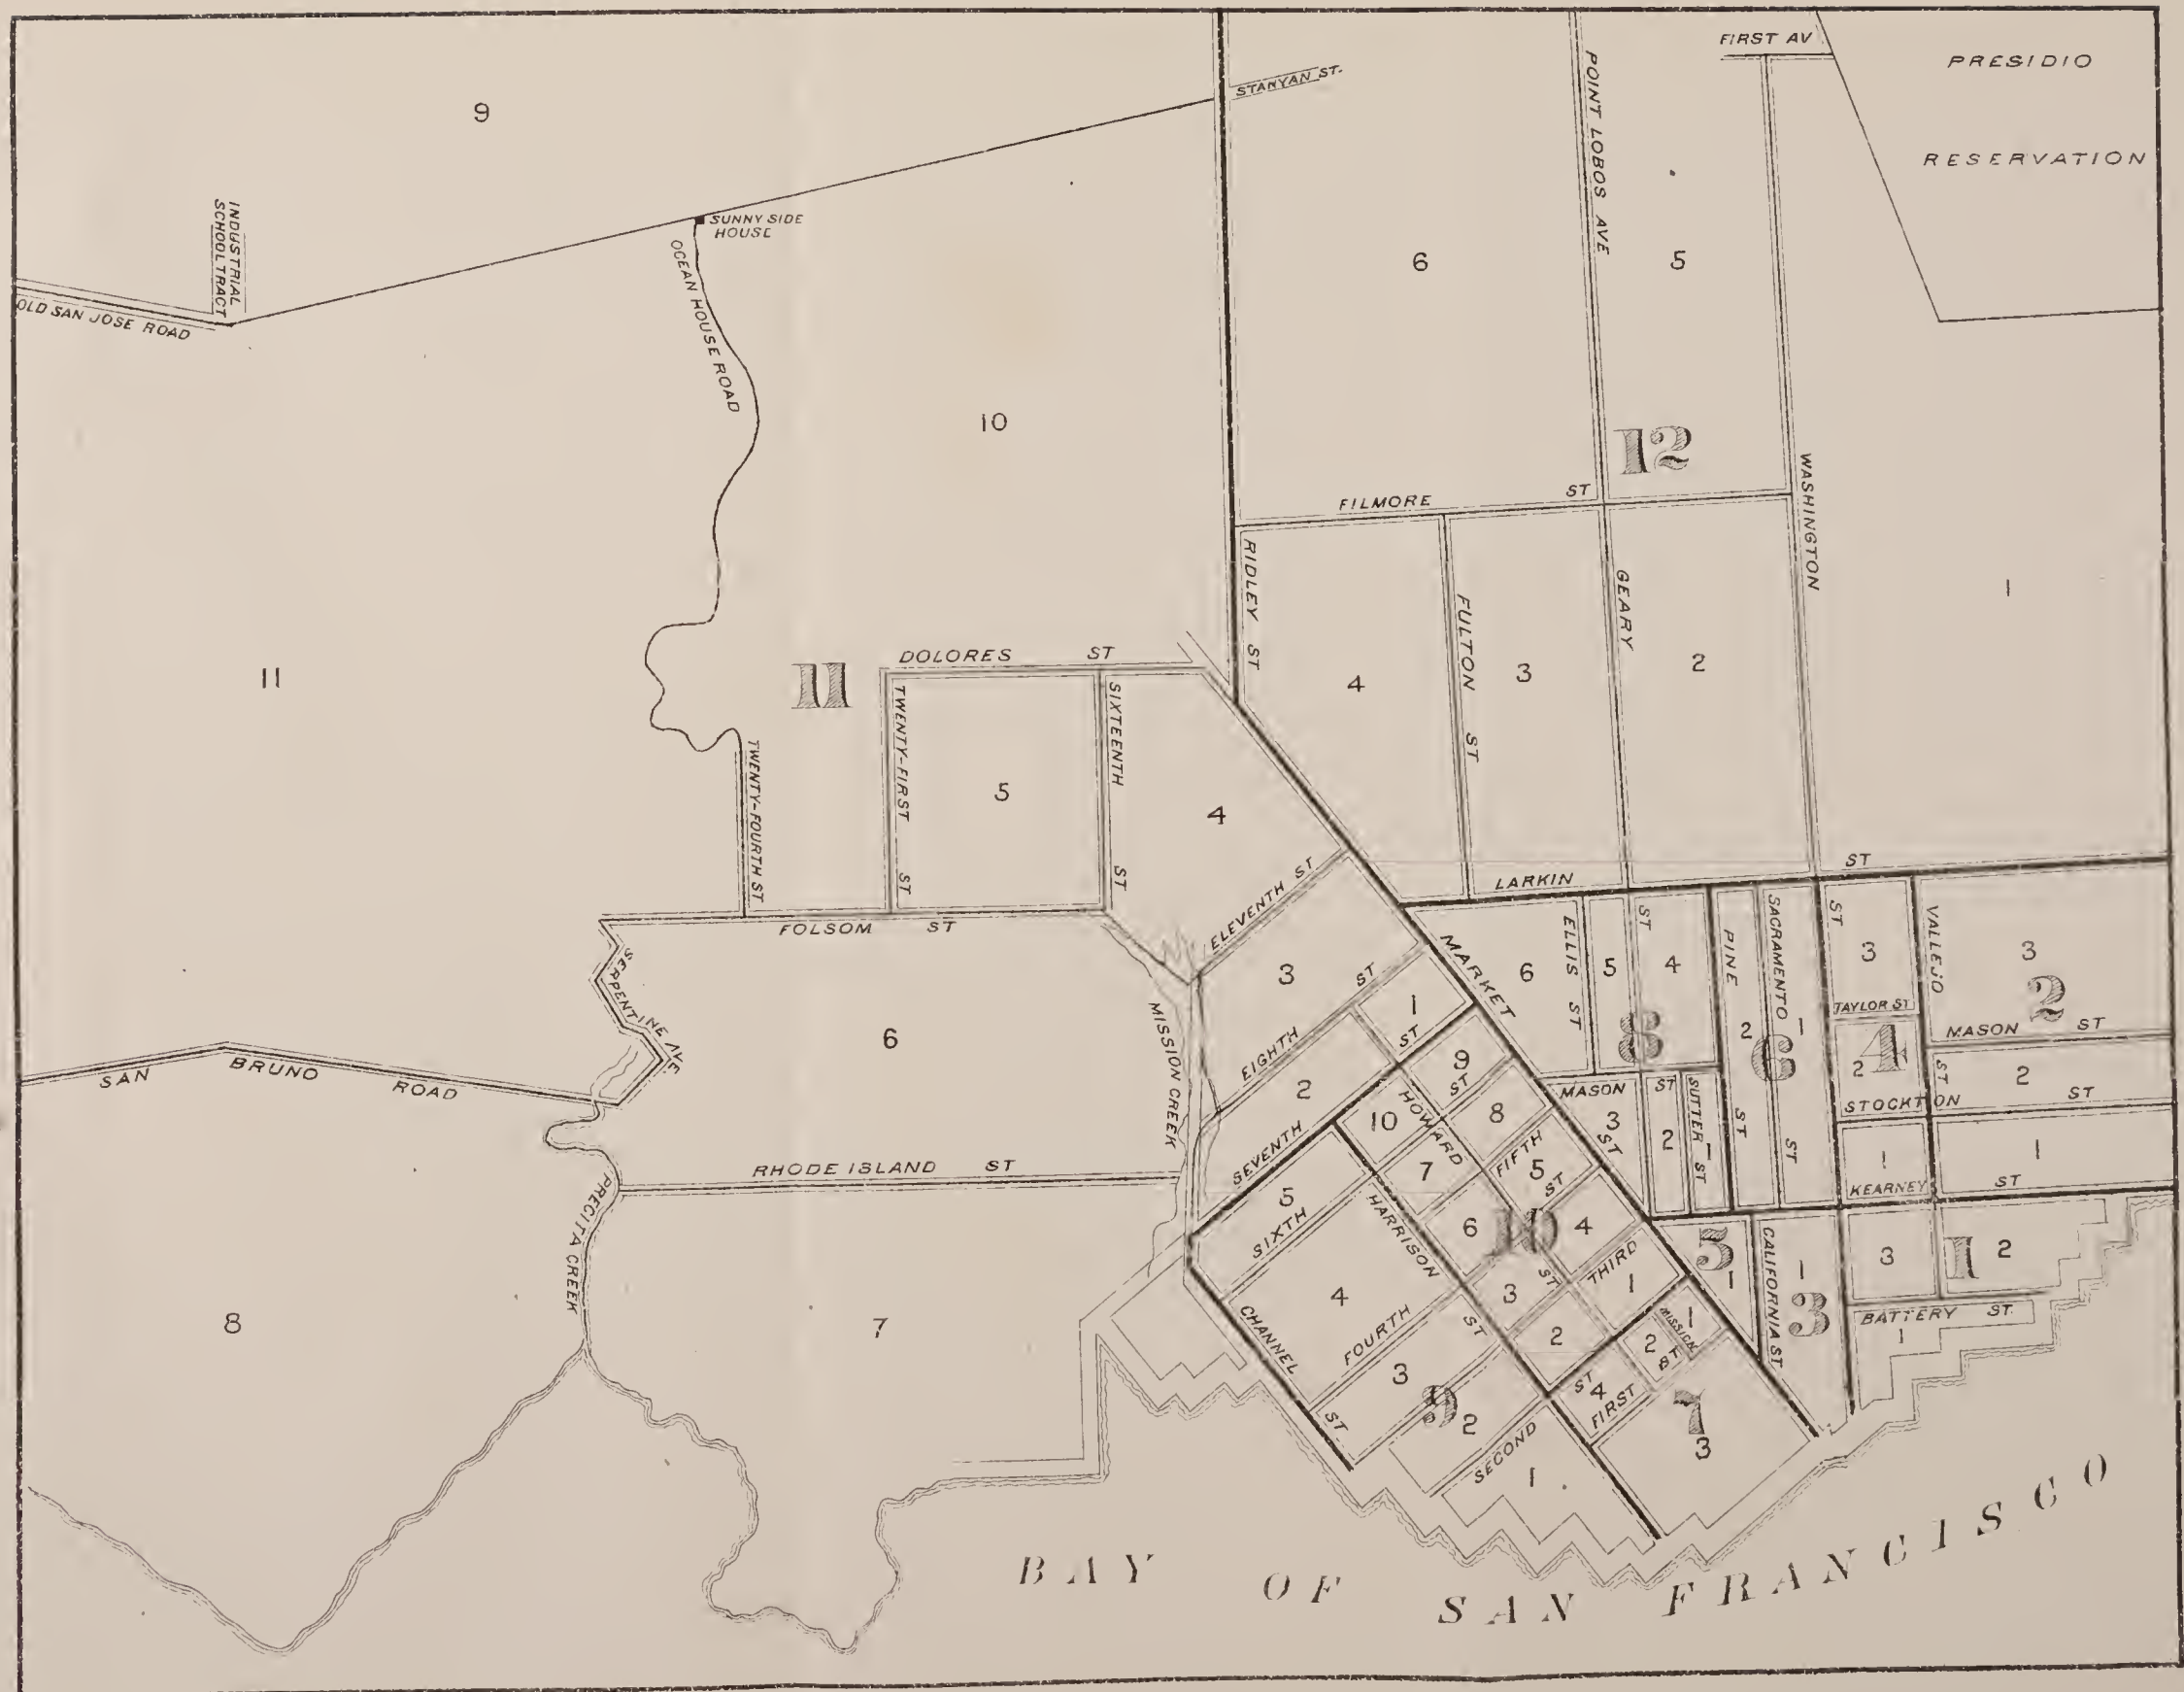 FIRST AV
PRESIDIO
RESERVATION
STANYAN ST.
POINT LOBOS AVE
9
INDUSTRIAL
SCHOOL TRACT
SUNNY SIDE
HOUSE
OLD SAN JOSE ROAD
OCEAN HOUSE ROAD
6
5
10
12
FILMORE ST
WASHINGTON ST
RIDLEY ST
FULTON ST
GEARY ST
1
4
3
2
11
11
DOLORES ST
TWENTY-FIRST ST
SIXTEENTH ST
TWENTY-FOURTH ST
5
4
LARKIN ST
FOLSOM ST
ELEVENTH ST
MARKET ST
ELLIS ST
PINE ST
SACRAMENTO ST
VALLEJO ST
6
5
4
3
3
2
TAYLOR ST
MASON ST
SERPENTINE AVE
MISSION CREEK
3
1
EIGHTH ST
2
9
8
2
6
1
2
4
2
STOCKTON ST
SAN BRUNO ROAD
6
MASON ST
SUTTER ST
3
2
1
10
HOWARD ST
8
SEVENTH ST
FIFTH ST
7
5
1
1
KEARNEY ST
RHODE ISLAND ST
PRECITA CREEK
5
SIXTH ST
HARRISON ST
6
10
4
THIRD ST
5
1
CALIFORNIA ST
1
3
3
1
2
BATTERY ST.
1
8
7
CHANNEL ST
4
FOURTH
3
1
1
MISSION ST
2
2
3
9
2
4
FIRST
7
3
SECOND ST
1
BAY OF SAN FRANCISCO